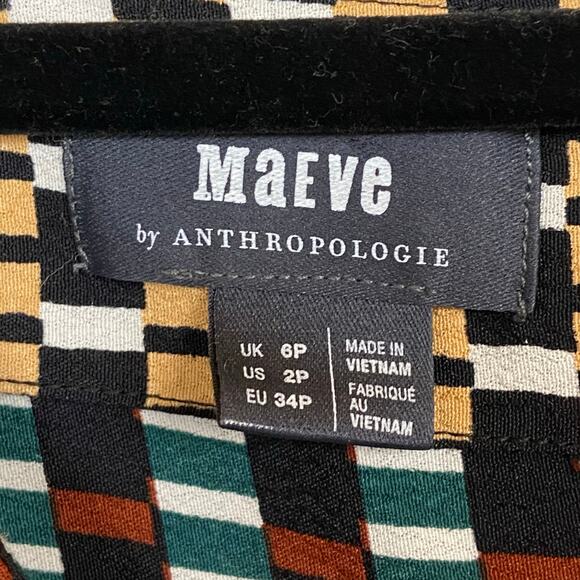 Maeve
by ANTHROPOLOGIE
UK 6P
US 2P
EU 34P
MADE IN
VIETNAM
FABRIQUÉ
AU
VIETNAM